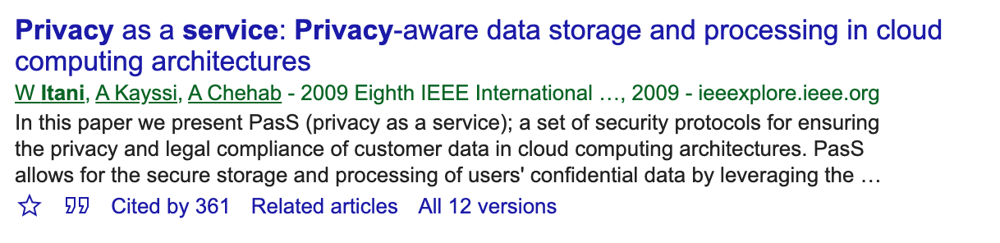 Privacy as a service: Privacy-aware data storage and processing in cloud
computing architectures
W Itani, A Kayssi, A Chehab - 2009 Eighth IEEE International …, 2009 - ieeexplore.ieee.org
In this paper we present PasS (privacy as a service); a set of security protocols for ensuring
the privacy and legal compliance of customer data in cloud computing architectures. PasS
allows for the secure storage and processing of users' confidential data by leveraging the …
Cited by 361 Related articles All 12 versions